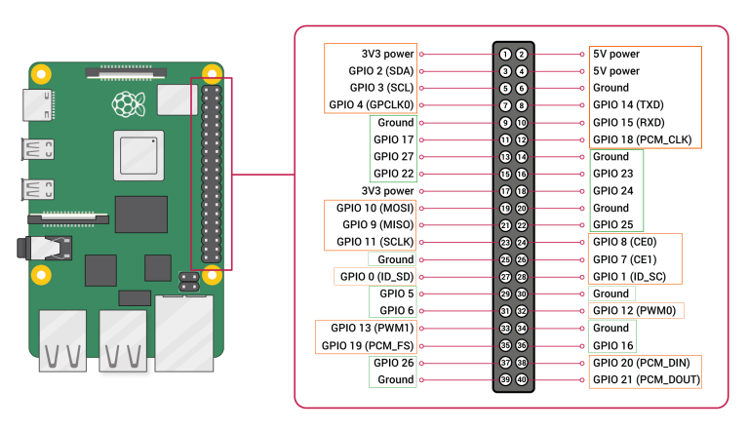 3V3 power 1 2 5V power
GPIO 2 (SDA) 3 4 5V power
GPIO 3 (SCL) 5 6 Ground
GPIO 4 (GPCLK0) 7 8 GPIO 14 (TXD)
Ground 9 10 GPIO 15 (RXD)
GPIO 17 11 12 GPIO 18 (PCM_CLK)
GPIO 27 13 14 Ground
GPIO 22 15 16 GPIO 23
3V3 power 17 18 GPIO 24
GPIO 10 (MOSI) 19 20 Ground
GPIO 9 (MISO) 21 22 GPIO 25
GPIO 11 (SCLK) 23 24 GPIO 8 (CE0)
Ground 25 26 GPIO 7 (CE1)
GPIO 0 (ID_SD) 27 28 GPIO 1 (ID_SC)
GPIO 5 29 30 Ground
GPIO 6 31 32 GPIO 12 (PWM0)
GPIO 13 (PWM1) 33 34 Ground
GPIO 19 (PCM_FS) 35 36 GPIO 16
GPIO 26 37 38 GPIO 20 (PCM_DIN)
Ground 39 40 GPIO 21 (PCM_DOUT)